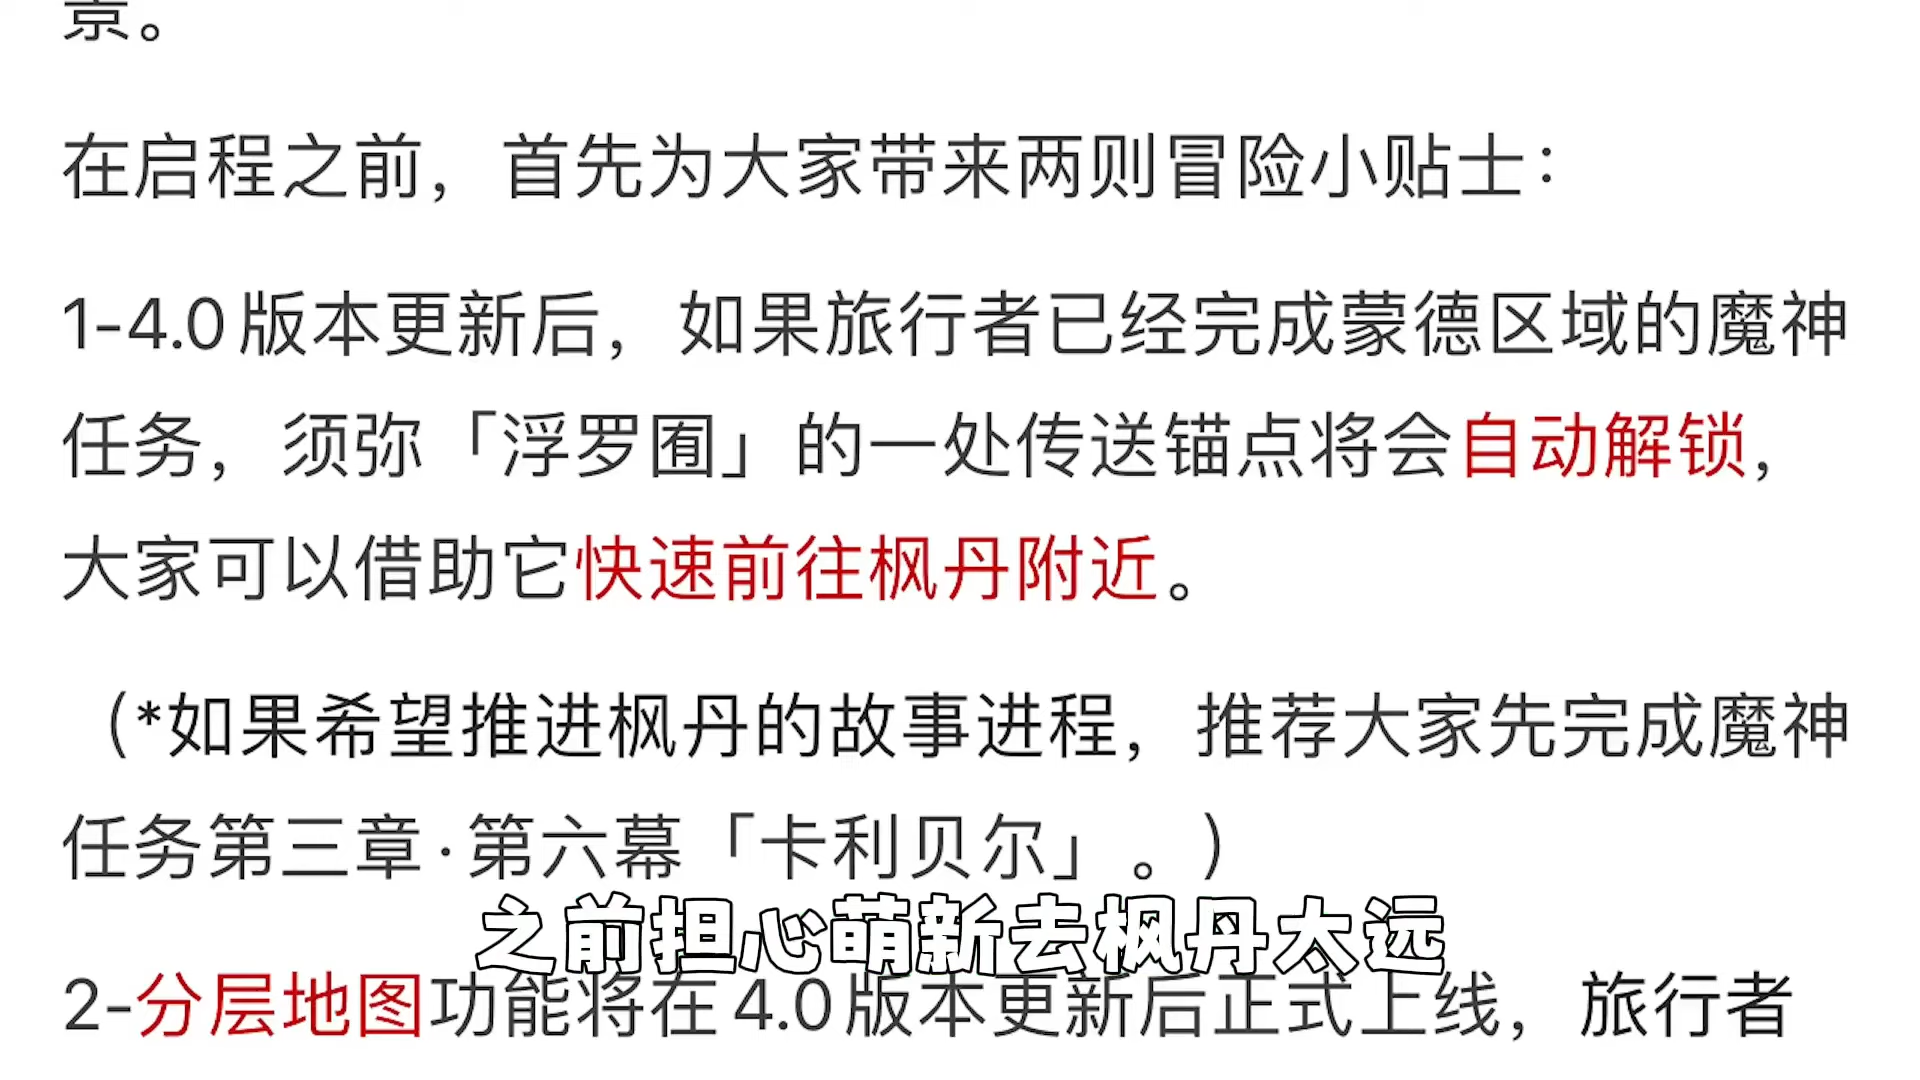 景。
在启程之前，首先为大家带来两则冒险小贴士：
1-4.0版本更新后，如果旅行者已经完成蒙德区域的魔神
任务，须弥「浮罗囿」的一处传送锚点将会自动解锁，
大家可以借助它快速前往枫丹附近。
（*如果希望推进枫丹的故事进程，推荐大家先完成魔神
任务第三章·第六幕「卡利贝尔」。）
之前担心萌新去枫丹太远
2-分层地图功能将在4.0版本更新后正式上线，旅行者